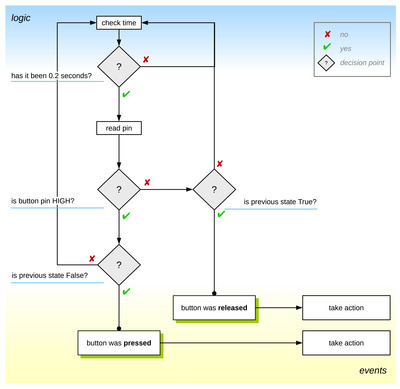 logic
check time
no
yes
?
? decision point
has it been 0.2 seconds?
read pin
?
?
is button pin HIGH?
is previous state True?
?
is previous state False?
button was released
take action
button was pressed
take action
events